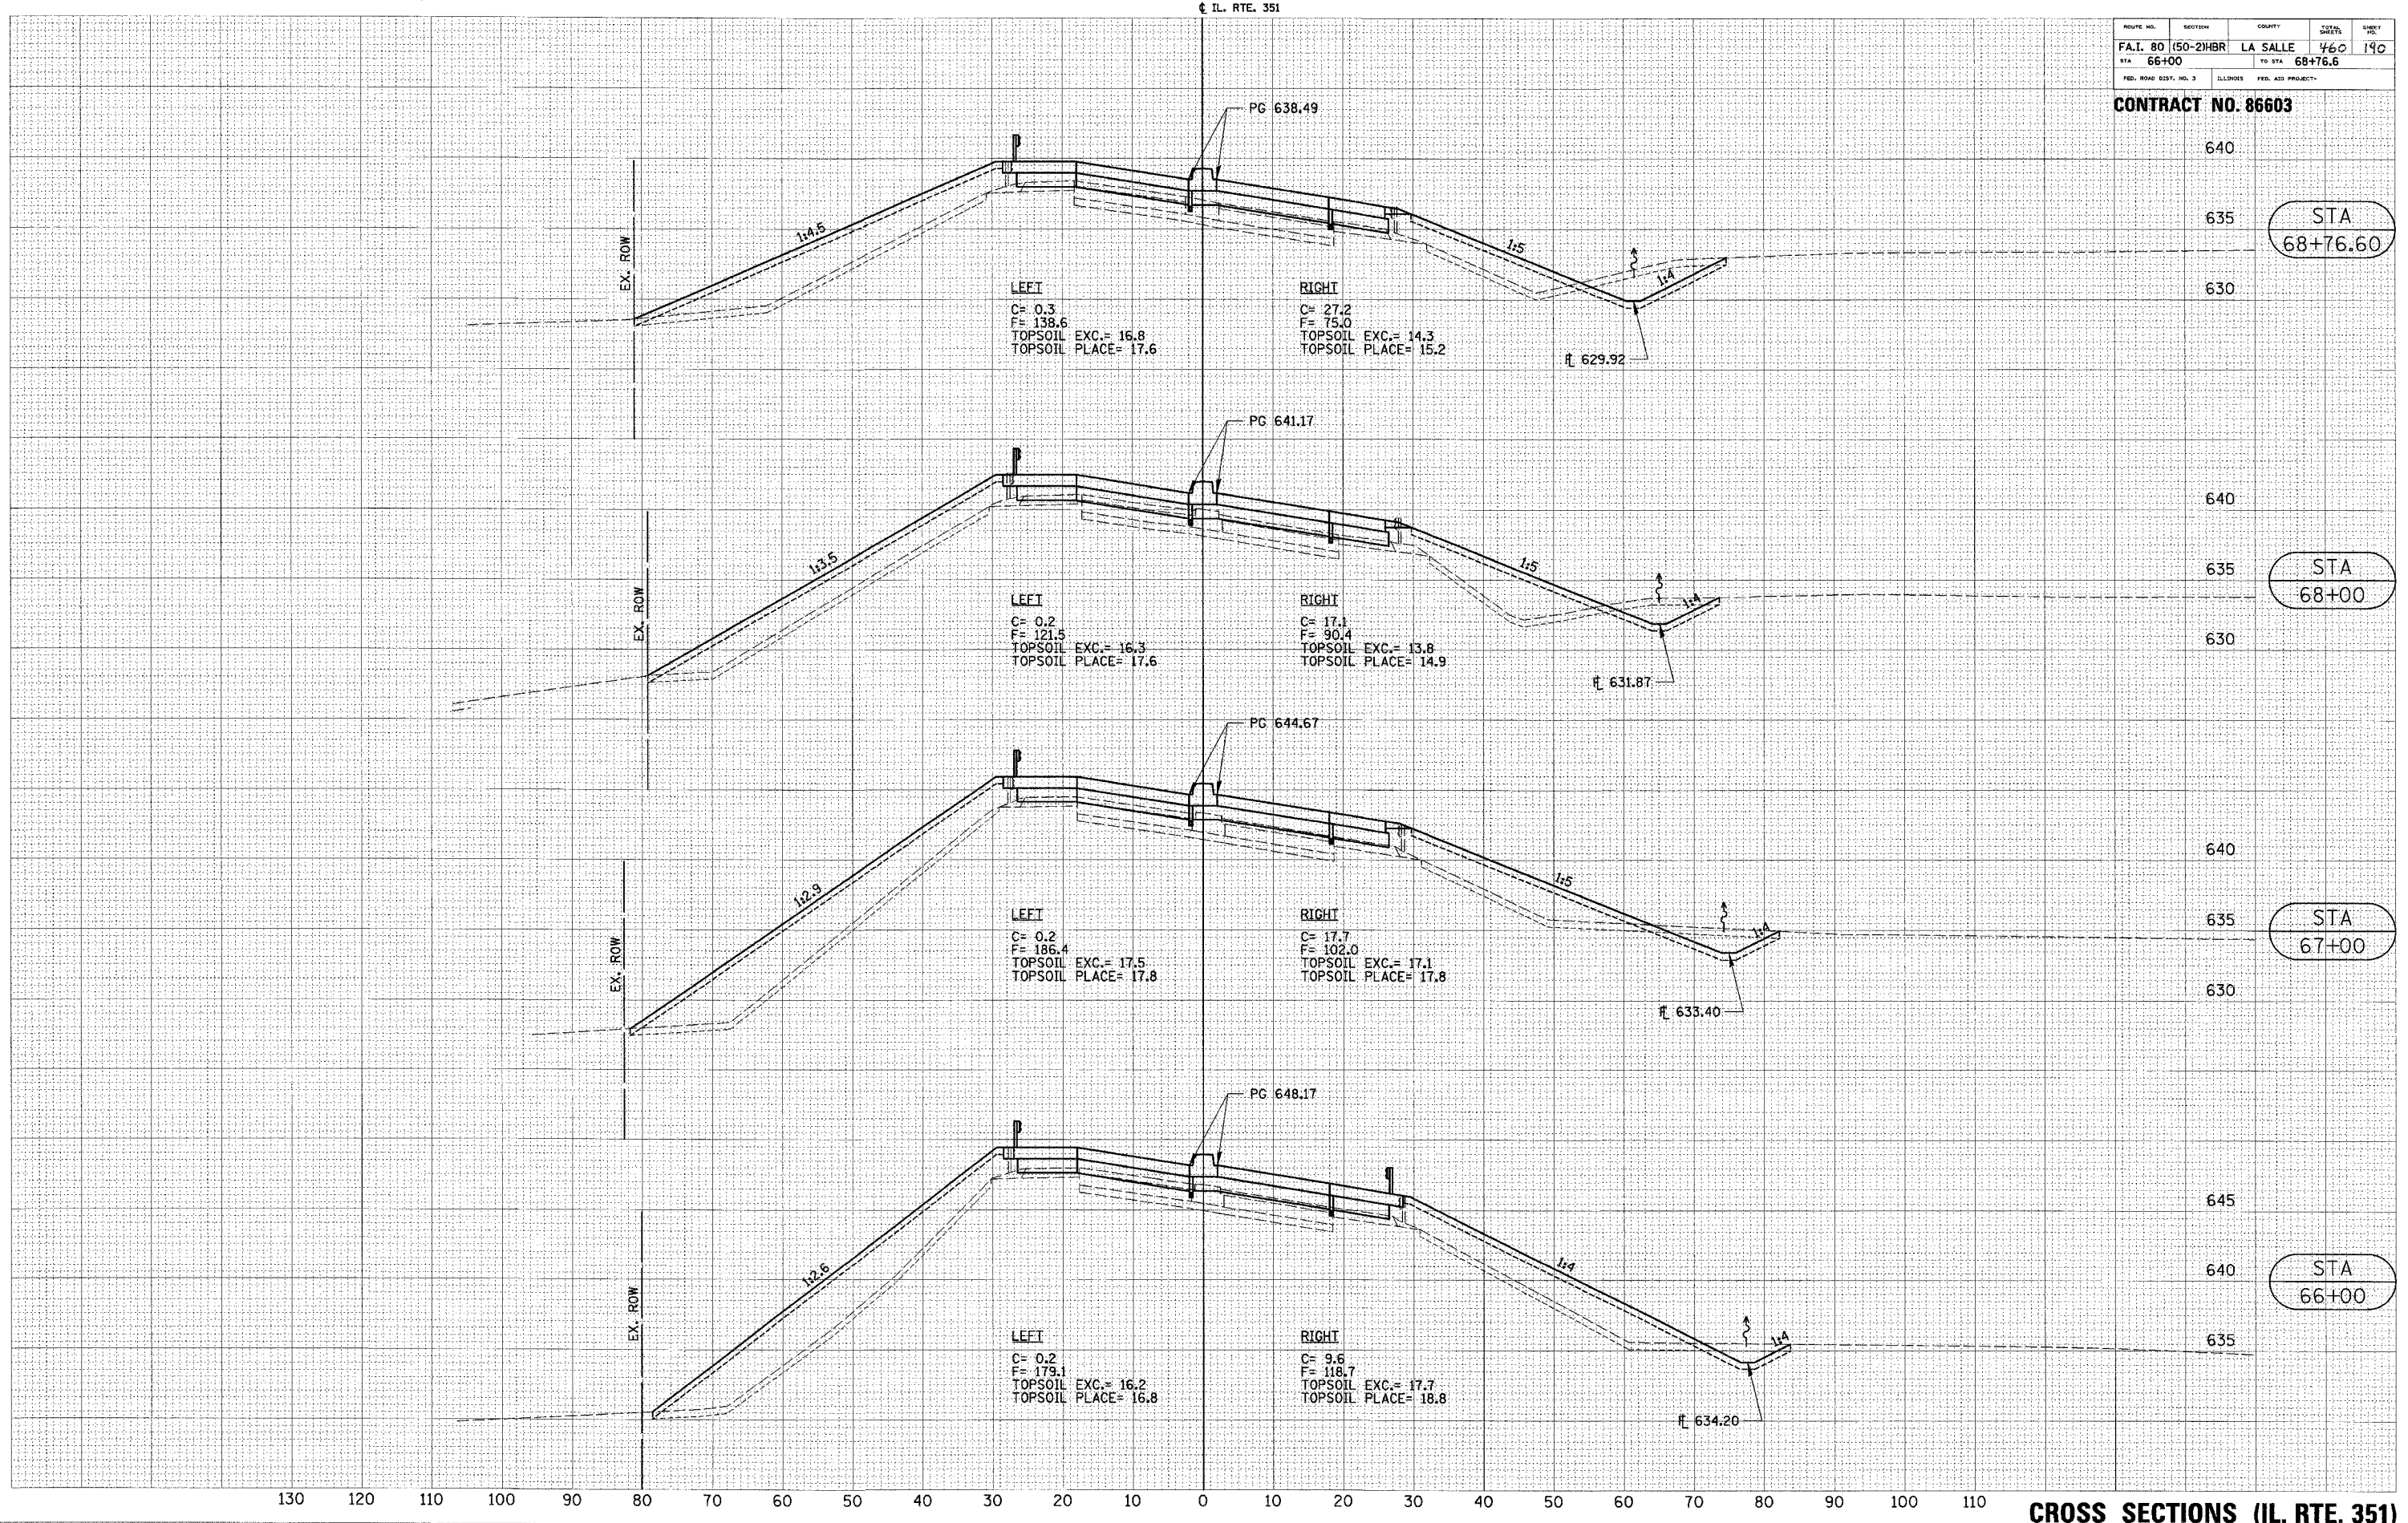 ℄ IL. RTE. 351
ROUTE NO. SECTION COUNTY TOTAL SHEETS SHEET NO.
F.A.I. 80 (50-2)HBR LA SALLE 460 190
STA 66+00 TO STA 68+76.6
FED. ROAD DIST. NO. 3 ILLINOIS FED. AID PROJECT-
CONTRACT NO. 86603
PG 638.49
640
635
630
STA
68+76.60
EX. ROW
1:4.5
1:5
1:4
LEFT
C= 0.3
F= 138.6
TOPSOIL EXC.= 16.8
TOPSOIL PLACE= 17.6
RIGHT
C= 27.2
F= 75.0
TOPSOIL EXC.= 14.3
TOPSOIL PLACE= 15.2
FL 629.92
PG 641.17
640
635
630
STA
68+00
EX. ROW
1:3.5
1:5
1:4
LEFT
C= 0.2
F= 121.5
TOPSOIL EXC.= 16.3
TOPSOIL PLACE= 17.6
RIGHT
C= 17.1
F= 90.4
TOPSOIL EXC.= 13.8
TOPSOIL PLACE= 14.9
FL 631.87
PG 644.67
640
635
630
STA
67+00
EX. ROW
1:2.9
1:5
1:4
LEFT
C= 0.2
F= 186.4
TOPSOIL EXC.= 17.5
TOPSOIL PLACE= 17.8
RIGHT
C= 17.7
F= 102.0
TOPSOIL EXC.= 17.1
TOPSOIL PLACE= 17.8
FL 633.40
PG 648.17
645
640
635
STA
66+00
EX. ROW
1:2.6
1:4
1:4
LEFT
C= 0.2
F= 179.1
TOPSOIL EXC.= 16.2
TOPSOIL PLACE= 16.8
RIGHT
C= 9.6
F= 118.7
TOPSOIL EXC.= 17.7
TOPSOIL PLACE= 18.8
FL 634.20
130 120 110 100 90 80 70 60 50 40 30 20 10 0 10 20 30 40 50 60 70 80 90 100 110
CROSS SECTIONS (IL. RTE. 351)